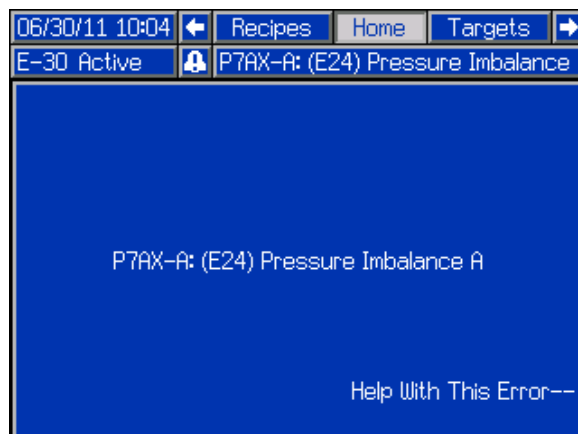 06/30/11 10:04 Recipes Home Targets
E-30 Active P7AX-A: (E24) Pressure Imbalance
P7AX-A: (E24) Pressure Imbalance A
Help With This Error--